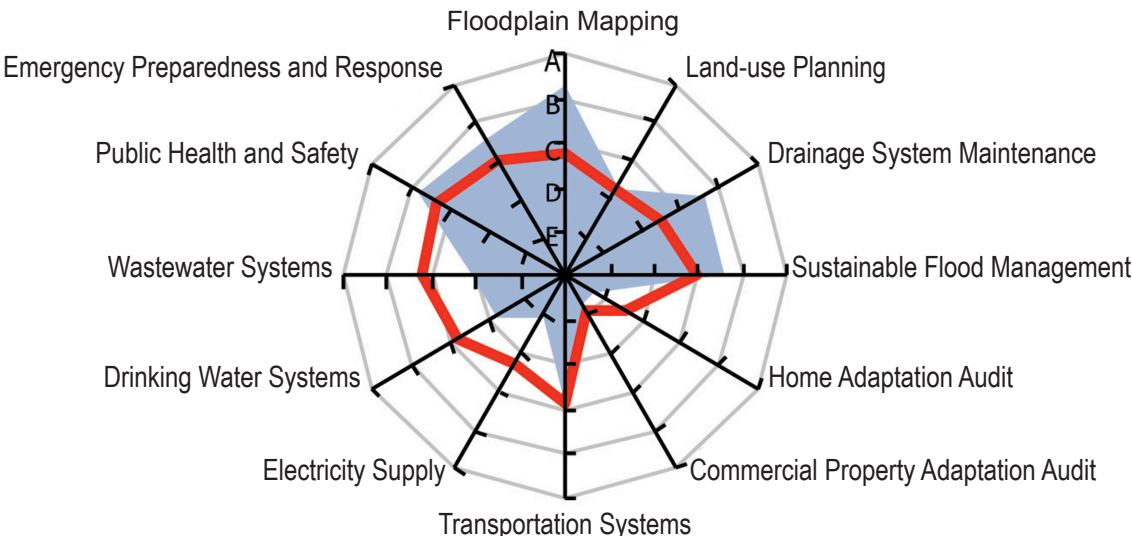 Floodplain Mapping
Emergency Preparedness and Response
Land-use Planning
A
B
Public Health and Safety
Drainage System Maintenance
C
D
E
Wastewater Systems
Sustainable Flood Management
Drinking Water Systems
Home Adaptation Audit
Electricity Supply
Commercial Property Adaptation Audit
Transportation Systems